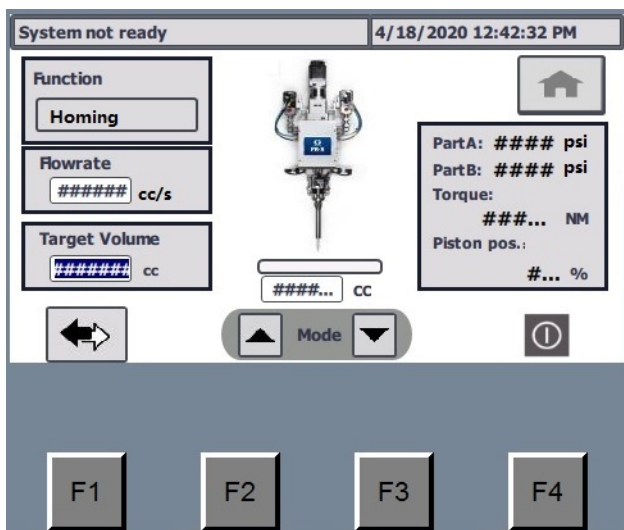 System not ready
4/18/2020 12:42:32 PM
Function
Homing
Flowrate
###### cc/s
Target Volume
####### cc
PR-X
####... cc
Mode
PartA: #### psi
PartB: #### psi
Torque:
###... NM
Piston pos.:
#... %
F1
F2
F3
F4